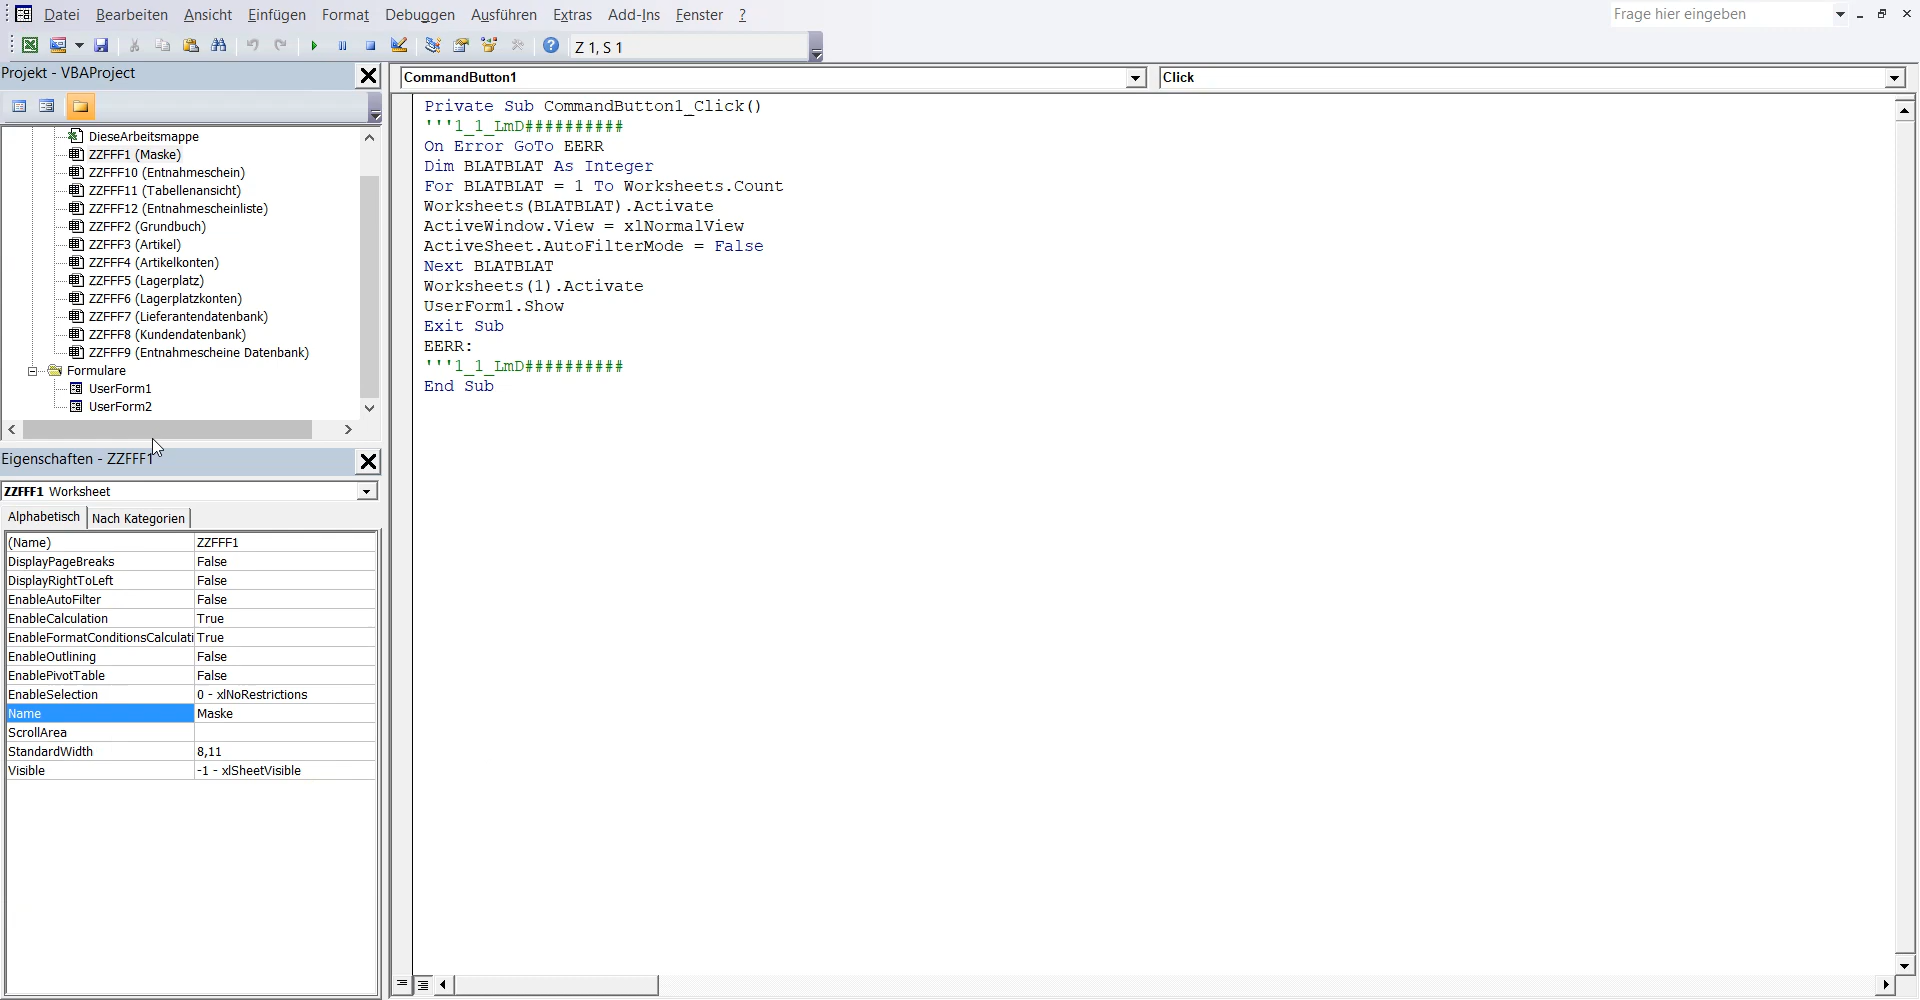 Datei Bearbeiten Ansicht Einfügen Format Debuggen Ausführen Extras Add-Ins Fenster ? Frage hier eingeben
Z 1, S 1
Projekt - VBAProject
DieseArbeitsmappe
ZZFFF1 (Maske)
ZZFFF10 (Entnahmeschein)
ZZFFF11 (Tabellenansicht)
ZZFFF12 (Entnahmescheinliste)
ZZFFF2 (Grundbuch)
ZZFFF3 (Artikel)
ZZFFF4 (Artikelkonten)
ZZFFF5 (Lagerplatz)
ZZFFF6 (Lagerplatzkonten)
ZZFFF7 (Lieferantendatenbank)
ZZFFF8 (Kundendatenbank)
ZZFFF9 (Entnahmescheine Datenbank)
Formulare
UserForm1
UserForm2
Eigenschaften - ZZFFF1
ZZFFF1 Worksheet
Alphabetisch Nach Kategorien
(Name) ZZFFF1
DisplayPageBreaks False
DisplayRightToLeft False
EnableAutoFilter False
EnableCalculation True
EnableFormatConditionsCalculati True
EnableOutlining False
EnablePivotTable False
EnableSelection 0 - xlNoRestrictions
Name Maske
ScrollArea
StandardWidth 8,11
Visible -1 - xlSheetVisible
CommandButton1 Click
Private Sub CommandButton1_Click()
'''1_1_LmD##########
On Error GoTo EERR
Dim BLATBLAT As Integer
For BLATBLAT = 1 To Worksheets.Count
Worksheets(BLATBLAT).Activate
ActiveWindow.View = xlNormalView
ActiveSheet.AutoFilterMode = False
Next BLATBLAT
Worksheets(1).Activate
UserForm1.Show
Exit Sub
EERR:
'''1_1_LmD##########
End Sub